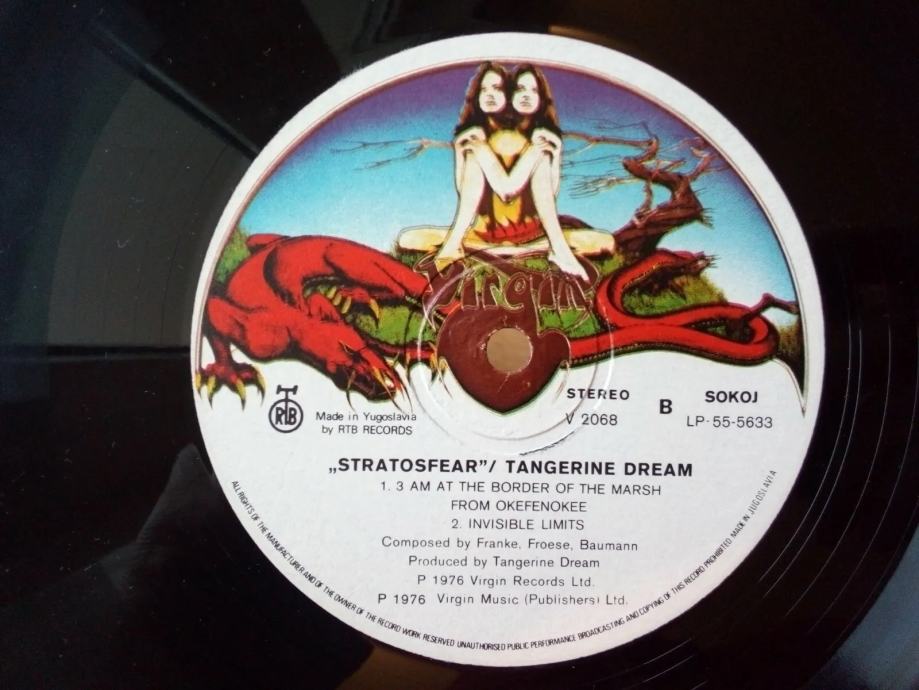 Virgin
RTB
Made in Yugoslavia
by RTB RECORDS
STEREO
V 2068
B
SOKOJ
LP-55-5633
„STRATOSFEAR”/ TANGERINE DREAM
1. 3 AM AT THE BORDER OF THE MARSH
FROM OKEFENOKEE
2. INVISIBLE LIMITS
Composed by Franke, Froese, Baumann
Produced by Tangerine Dream
P 1976 Virgin Records Ltd.
P 1976 Virgin Music (Publishers) Ltd.
ALL RIGHTS OF THE MANUFACTURER AND OF THE OWNER OF THE RECORD WORK RESERVED UNAUTHORISED PUBLIC PERFORMANCE BROADCASTING AND COPYING OF THIS RECORD PROHIBITED. MADE IN JUGOSLAVIA